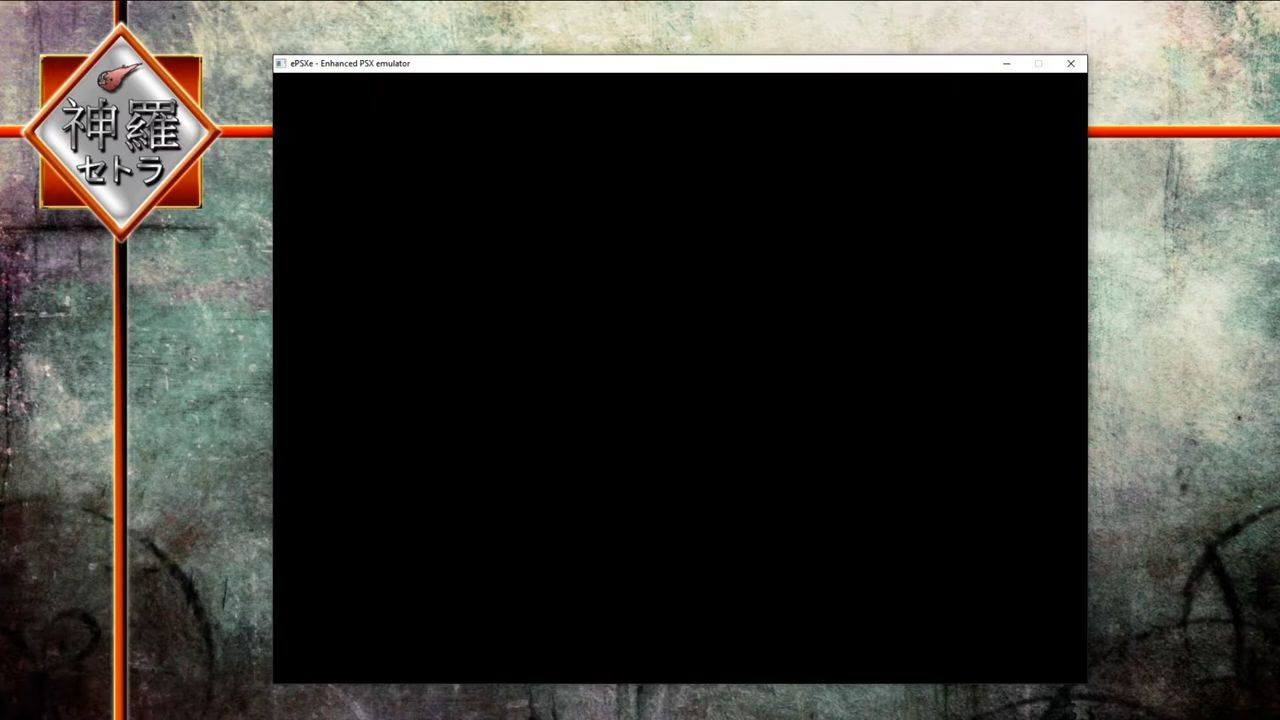 神羅
セトラ
ePSXe - Enhanced PSX emulator